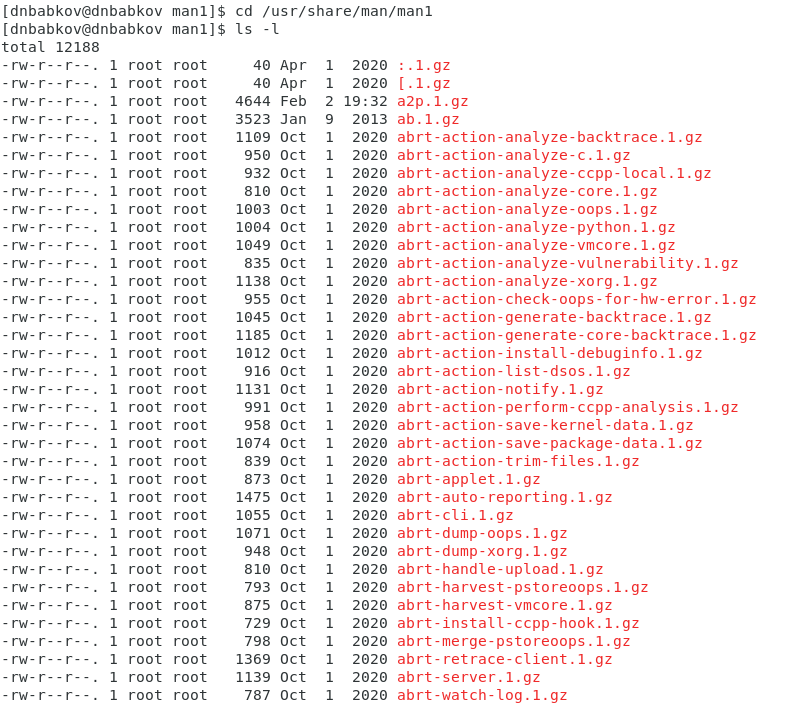 [dnbabkov@dnbabkov man1]$ cd /usr/share/man/man1
[dnbabkov@dnbabkov man1]$ ls -l
total 12188
-rw-r--r--. 1 root root     40 Apr  1  2020 :.1.gz
-rw-r--r--. 1 root root     40 Apr  1  2020 [.1.gz
-rw-r--r--. 1 root root   4644 Feb  2 19:32 a2p.1.gz
-rw-r--r--. 1 root root   3523 Jan  9  2013 ab.1.gz
-rw-r--r--. 1 root root   1109 Oct  1  2020 abrt-action-analyze-backtrace.1.gz
-rw-r--r--. 1 root root    950 Oct  1  2020 abrt-action-analyze-c.1.gz
-rw-r--r--. 1 root root    932 Oct  1  2020 abrt-action-analyze-ccpp-local.1.gz
-rw-r--r--. 1 root root    810 Oct  1  2020 abrt-action-analyze-core.1.gz
-rw-r--r--. 1 root root   1003 Oct  1  2020 abrt-action-analyze-oops.1.gz
-rw-r--r--. 1 root root   1004 Oct  1  2020 abrt-action-analyze-python.1.gz
-rw-r--r--. 1 root root   1049 Oct  1  2020 abrt-action-analyze-vmcore.1.gz
-rw-r--r--. 1 root root    835 Oct  1  2020 abrt-action-analyze-vulnerability.1.gz
-rw-r--r--. 1 root root   1138 Oct  1  2020 abrt-action-analyze-xorg.1.gz
-rw-r--r--. 1 root root    955 Oct  1  2020 abrt-action-check-oops-for-hw-error.1.gz
-rw-r--r--. 1 root root   1045 Oct  1  2020 abrt-action-generate-backtrace.1.gz
-rw-r--r--. 1 root root   1185 Oct  1  2020 abrt-action-generate-core-backtrace.1.gz
-rw-r--r--. 1 root root   1012 Oct  1  2020 abrt-action-install-debuginfo.1.gz
-rw-r--r--. 1 root root    916 Oct  1  2020 abrt-action-list-dsos.1.gz
-rw-r--r--. 1 root root   1131 Oct  1  2020 abrt-action-notify.1.gz
-rw-r--r--. 1 root root    991 Oct  1  2020 abrt-action-perform-ccpp-analysis.1.gz
-rw-r--r--. 1 root root    958 Oct  1  2020 abrt-action-save-kernel-data.1.gz
-rw-r--r--. 1 root root   1074 Oct  1  2020 abrt-action-save-package-data.1.gz
-rw-r--r--. 1 root root    839 Oct  1  2020 abrt-action-trim-files.1.gz
-rw-r--r--. 1 root root    873 Oct  1  2020 abrt-applet.1.gz
-rw-r--r--. 1 root root   1475 Oct  1  2020 abrt-auto-reporting.1.gz
-rw-r--r--. 1 root root   1055 Oct  1  2020 abrt-cli.1.gz
-rw-r--r--. 1 root root   1071 Oct  1  2020 abrt-dump-oops.1.gz
-rw-r--r--. 1 root root    948 Oct  1  2020 abrt-dump-xorg.1.gz
-rw-r--r--. 1 root root    810 Oct  1  2020 abrt-handle-upload.1.gz
-rw-r--r--. 1 root root    793 Oct  1  2020 abrt-harvest-pstoreoops.1.gz
-rw-r--r--. 1 root root    875 Oct  1  2020 abrt-harvest-vmcore.1.gz
-rw-r--r--. 1 root root    729 Oct  1  2020 abrt-install-ccpp-hook.1.gz
-rw-r--r--. 1 root root    798 Oct  1  2020 abrt-merge-pstoreoops.1.gz
-rw-r--r--. 1 root root   1369 Oct  1  2020 abrt-retrace-client.1.gz
-rw-r--r--. 1 root root   1139 Oct  1  2020 abrt-server.1.gz
-rw-r--r--. 1 root root    787 Oct  1  2020 abrt-watch-log.1.gz